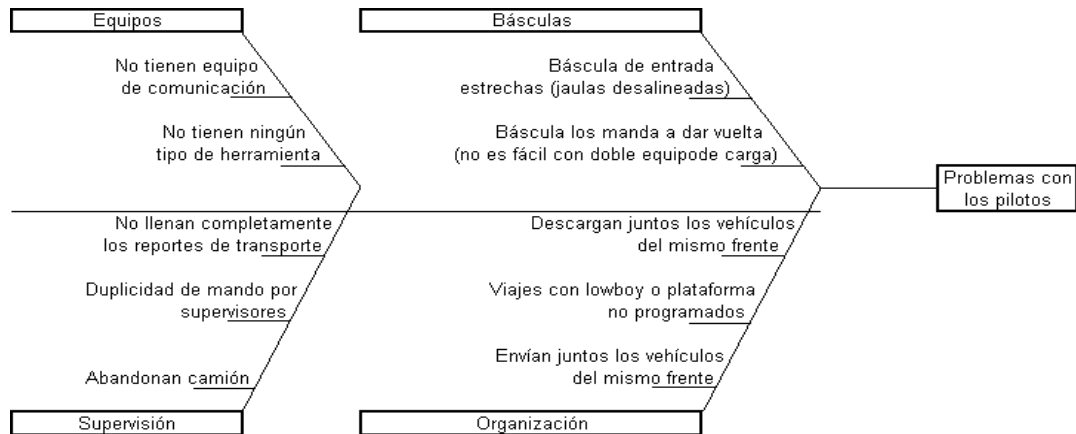 Equipos
Básculas
No tienen equipo
de comunicación
Báscula de entrada
estrechas (jaulas desalineadas)
No tienen ningún
tipo de herramienta
Báscula los manda a dar vuelta
(no es fácil con doble equipode carga)
Problemas con
los pilotos
No llenan completamente
los reportes de transporte
Descargan juntos los vehículos
del mismo frente
Duplicidad de mando por
supervisores
Viajes con lowboy o plataforma
no programados
Abandonan camión
Envían juntos los vehículos
del mismo frente
Supervisión
Organización